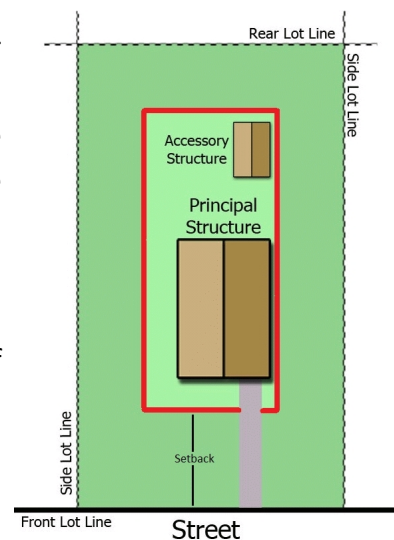 Rear Lot Line
Side Lot Line
Accessory
Structure
Principal
Structure
Side Lot Line
Setback
Front Lot Line
Street